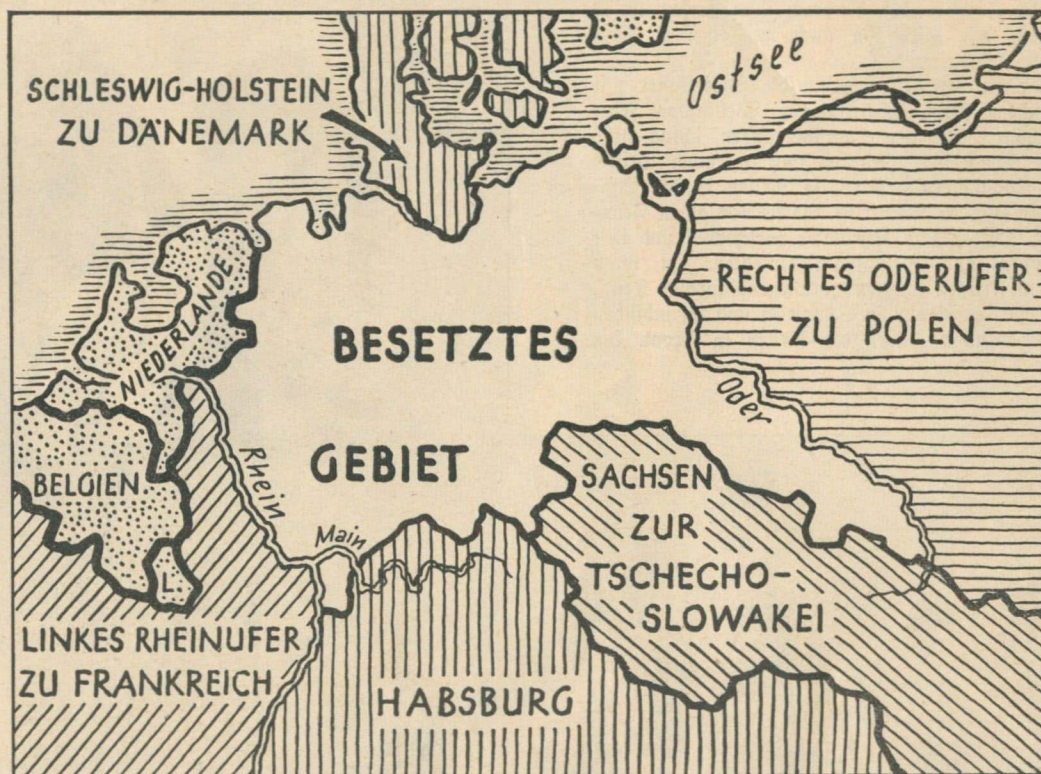 SCHLESWIG-HOLSTEIN
ZU DÄNEMARK
Ostsee
NIEDERLANDE
RECHTES ODERUFER
ZU POLEN
BESETZTES
GEBIET
Oder
Rhein
BELGIEN
Main
SACHSEN
ZUR
TSCHECHO-
SLOWAKEI
LINKES RHEINUFER
ZU FRANKREICH
HABSBURG